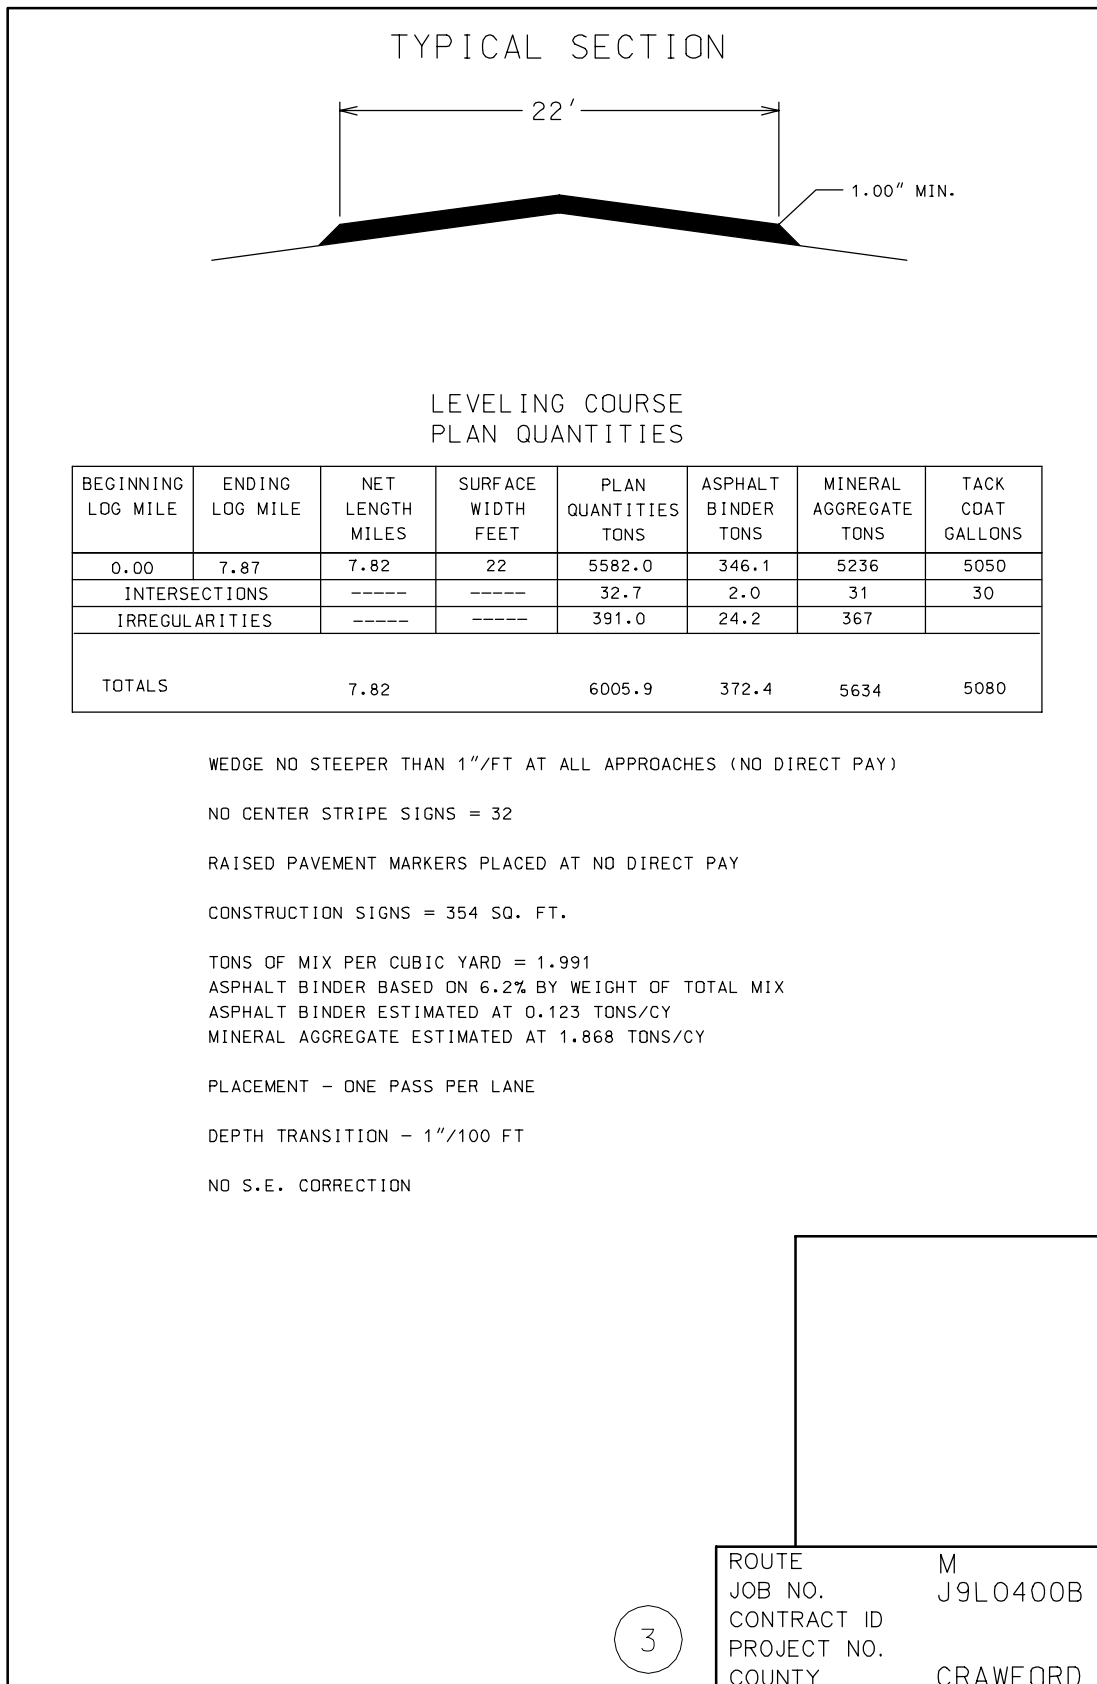 TYPICAL SECTION
22'
1.00" MIN.
LEVELING COURSE
PLAN QUANTITIES
BEGINNING LOG MILE ENDING LOG MILE NET LENGTH MILES SURFACE WIDTH FEET PLAN QUANTITIES TONS ASPHALT BINDER TONS MINERAL AGGREGATE TONS TACK COAT GALLONS
0.00 7.87 7.82 22 5582.0 346.1 5236 5050
INTERSECTIONS ----- ----- 32.7 2.0 31 30
IRREGULARITIES ----- ----- 391.0 24.2 367
TOTALS 7.82 6005.9 372.4 5634 5080
WEDGE NO STEEPER THAN 1"/FT AT ALL APPROACHES (NO DIRECT PAY)
NO CENTER STRIPE SIGNS = 32
RAISED PAVEMENT MARKERS PLACED AT NO DIRECT PAY
CONSTRUCTION SIGNS = 354 SQ. FT.
TONS OF MIX PER CUBIC YARD = 1.991
ASPHALT BINDER BASED ON 6.2% BY WEIGHT OF TOTAL MIX
ASPHALT BINDER ESTIMATED AT 0.123 TONS/CY
MINERAL AGGREGATE ESTIMATED AT 1.868 TONS/CY
PLACEMENT - ONE PASS PER LANE
DEPTH TRANSITION - 1"/100 FT
NO S.E. CORRECTION
ROUTE M
JOB NO. J9L0400B
CONTRACT ID
PROJECT NO.
COUNTY CRAWFORD
3